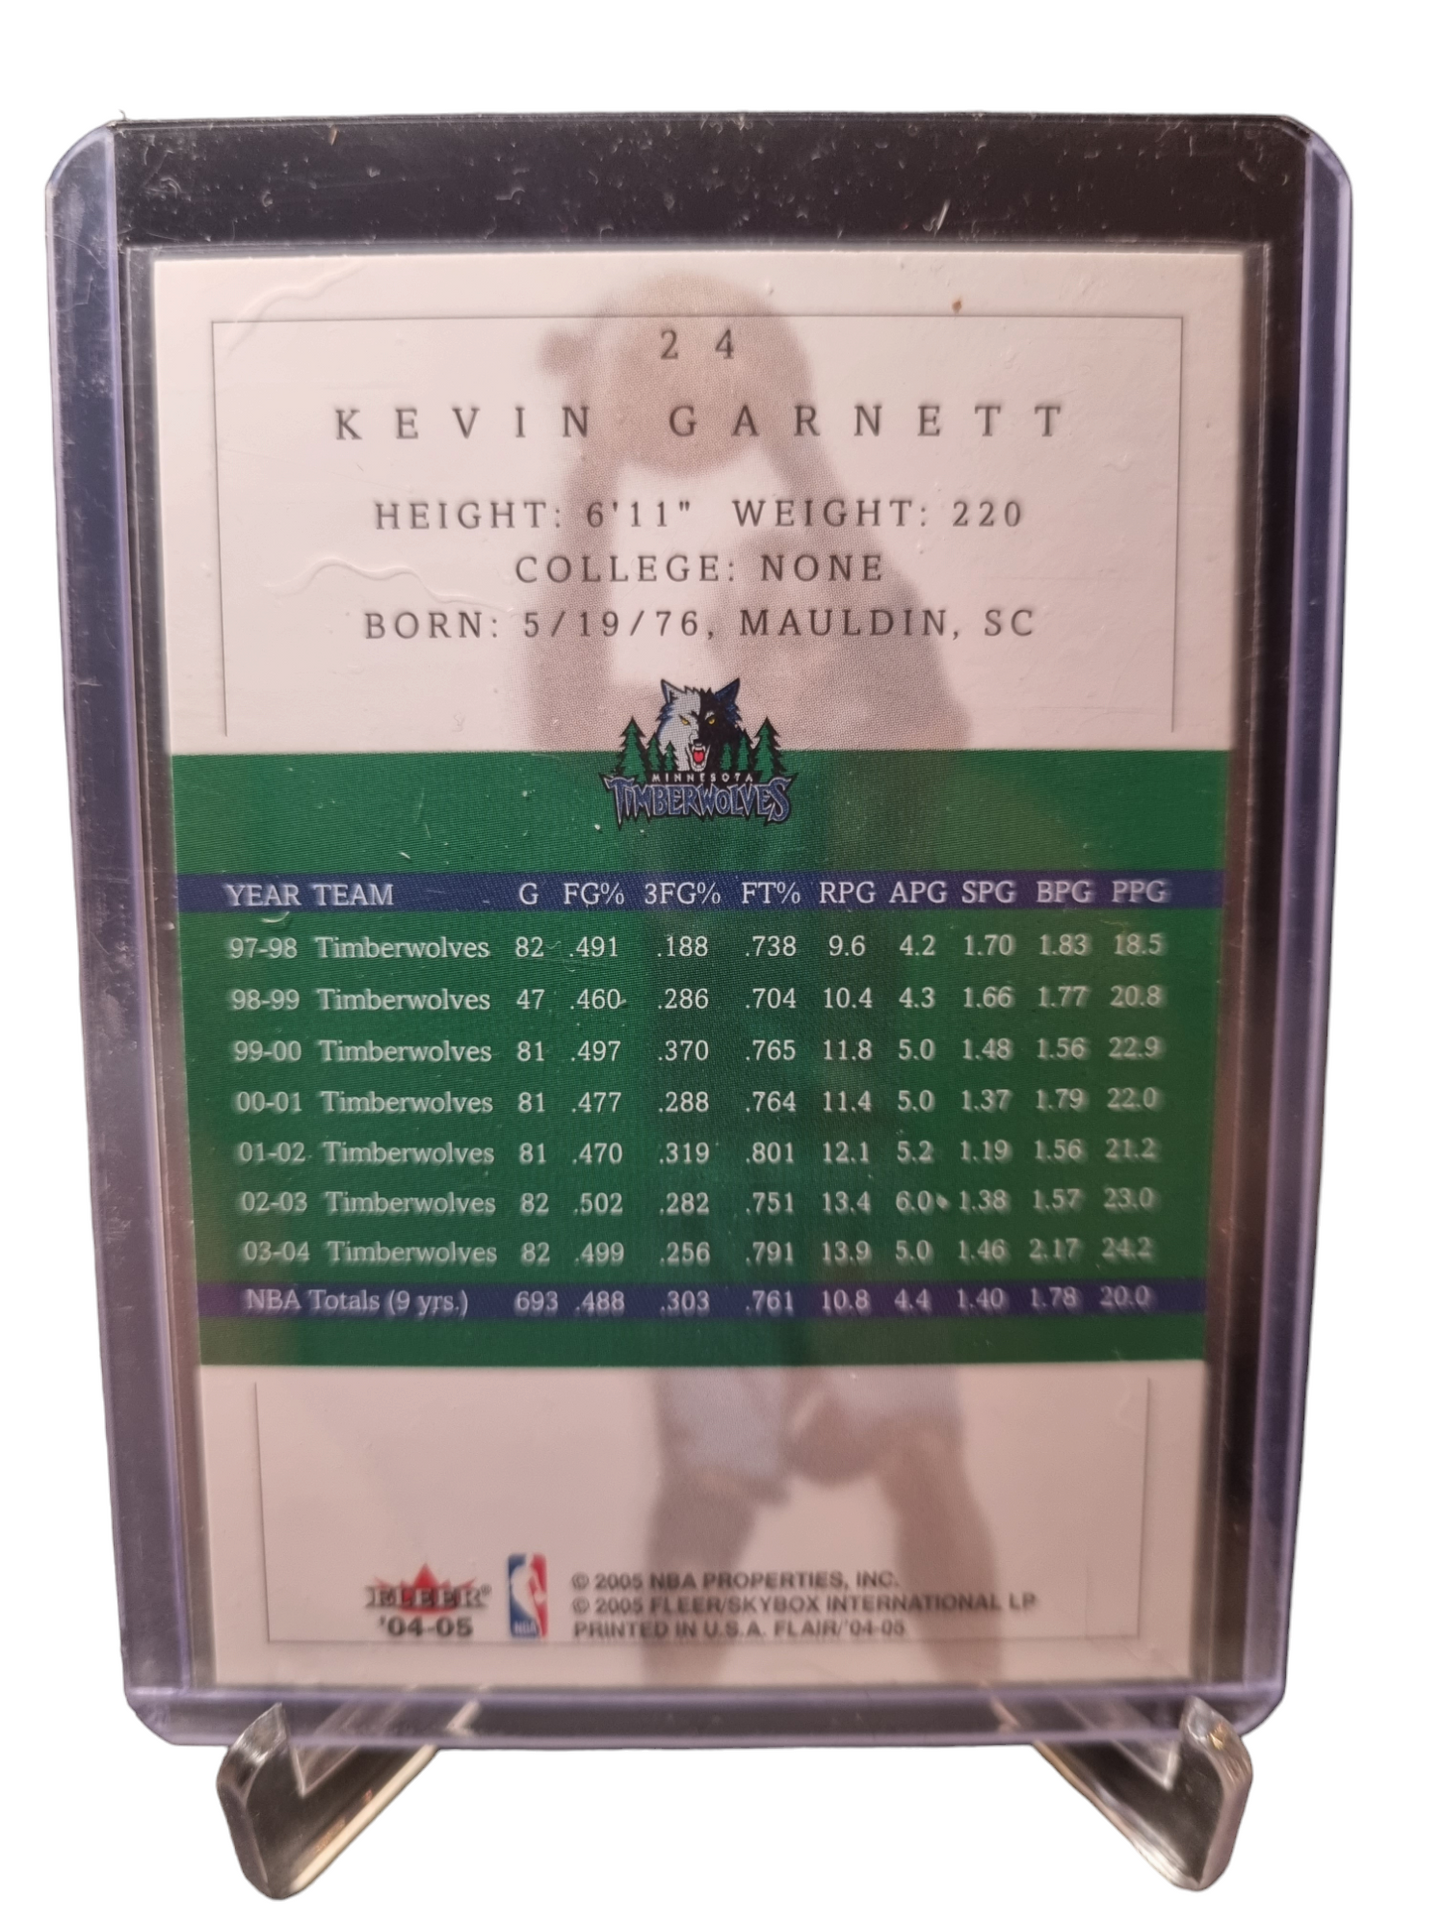 24
KEVIN GARNETT
HEIGHT: 6'11" WEIGHT: 220
COLLEGE: NONE
BORN: 5/19/76, MAULDIN, SC
MINNESOTA
TIMBERWOLVES
YEAR TEAM G FG% 3FG% FT% RPG APG SPG BPG PPG
97-98 Timberwolves 82 .491 .188 .738 9.6 4.2 1.70 1.83 18.5
98-99 Timberwolves 47 .460 .286 .704 10.4 4.3 1.66 1.77 20.8
99-00 Timberwolves 81 .497 .370 .765 11.8 5.0 1.48 1.56 22.9
00-01 Timberwolves 81 .477 .288 .764 11.4 5.0 1.37 1.79 22.0
01-02 Timberwolves 81 .470 .319 .801 12.1 5.2 1.19 1.56 21.2
02-03 Timberwolves 82 .502 .282 .751 13.4 6.0 1.38 1.57 23.0
03-04 Timberwolves 82 .499 .256 .791 13.9 5.0 1.46 2.17 24.2
NBA Totals (9 yrs.) 693 .488 .303 .761 10.8 4.4 1.40 1.78 20.0
FLEER®
'04-05
NBA
© 2005 NBA PROPERTIES, INC.
© 2005 FLEER/SKYBOX INTERNATIONAL LP
PRINTED IN U.S.A. FLAIR/'04-05